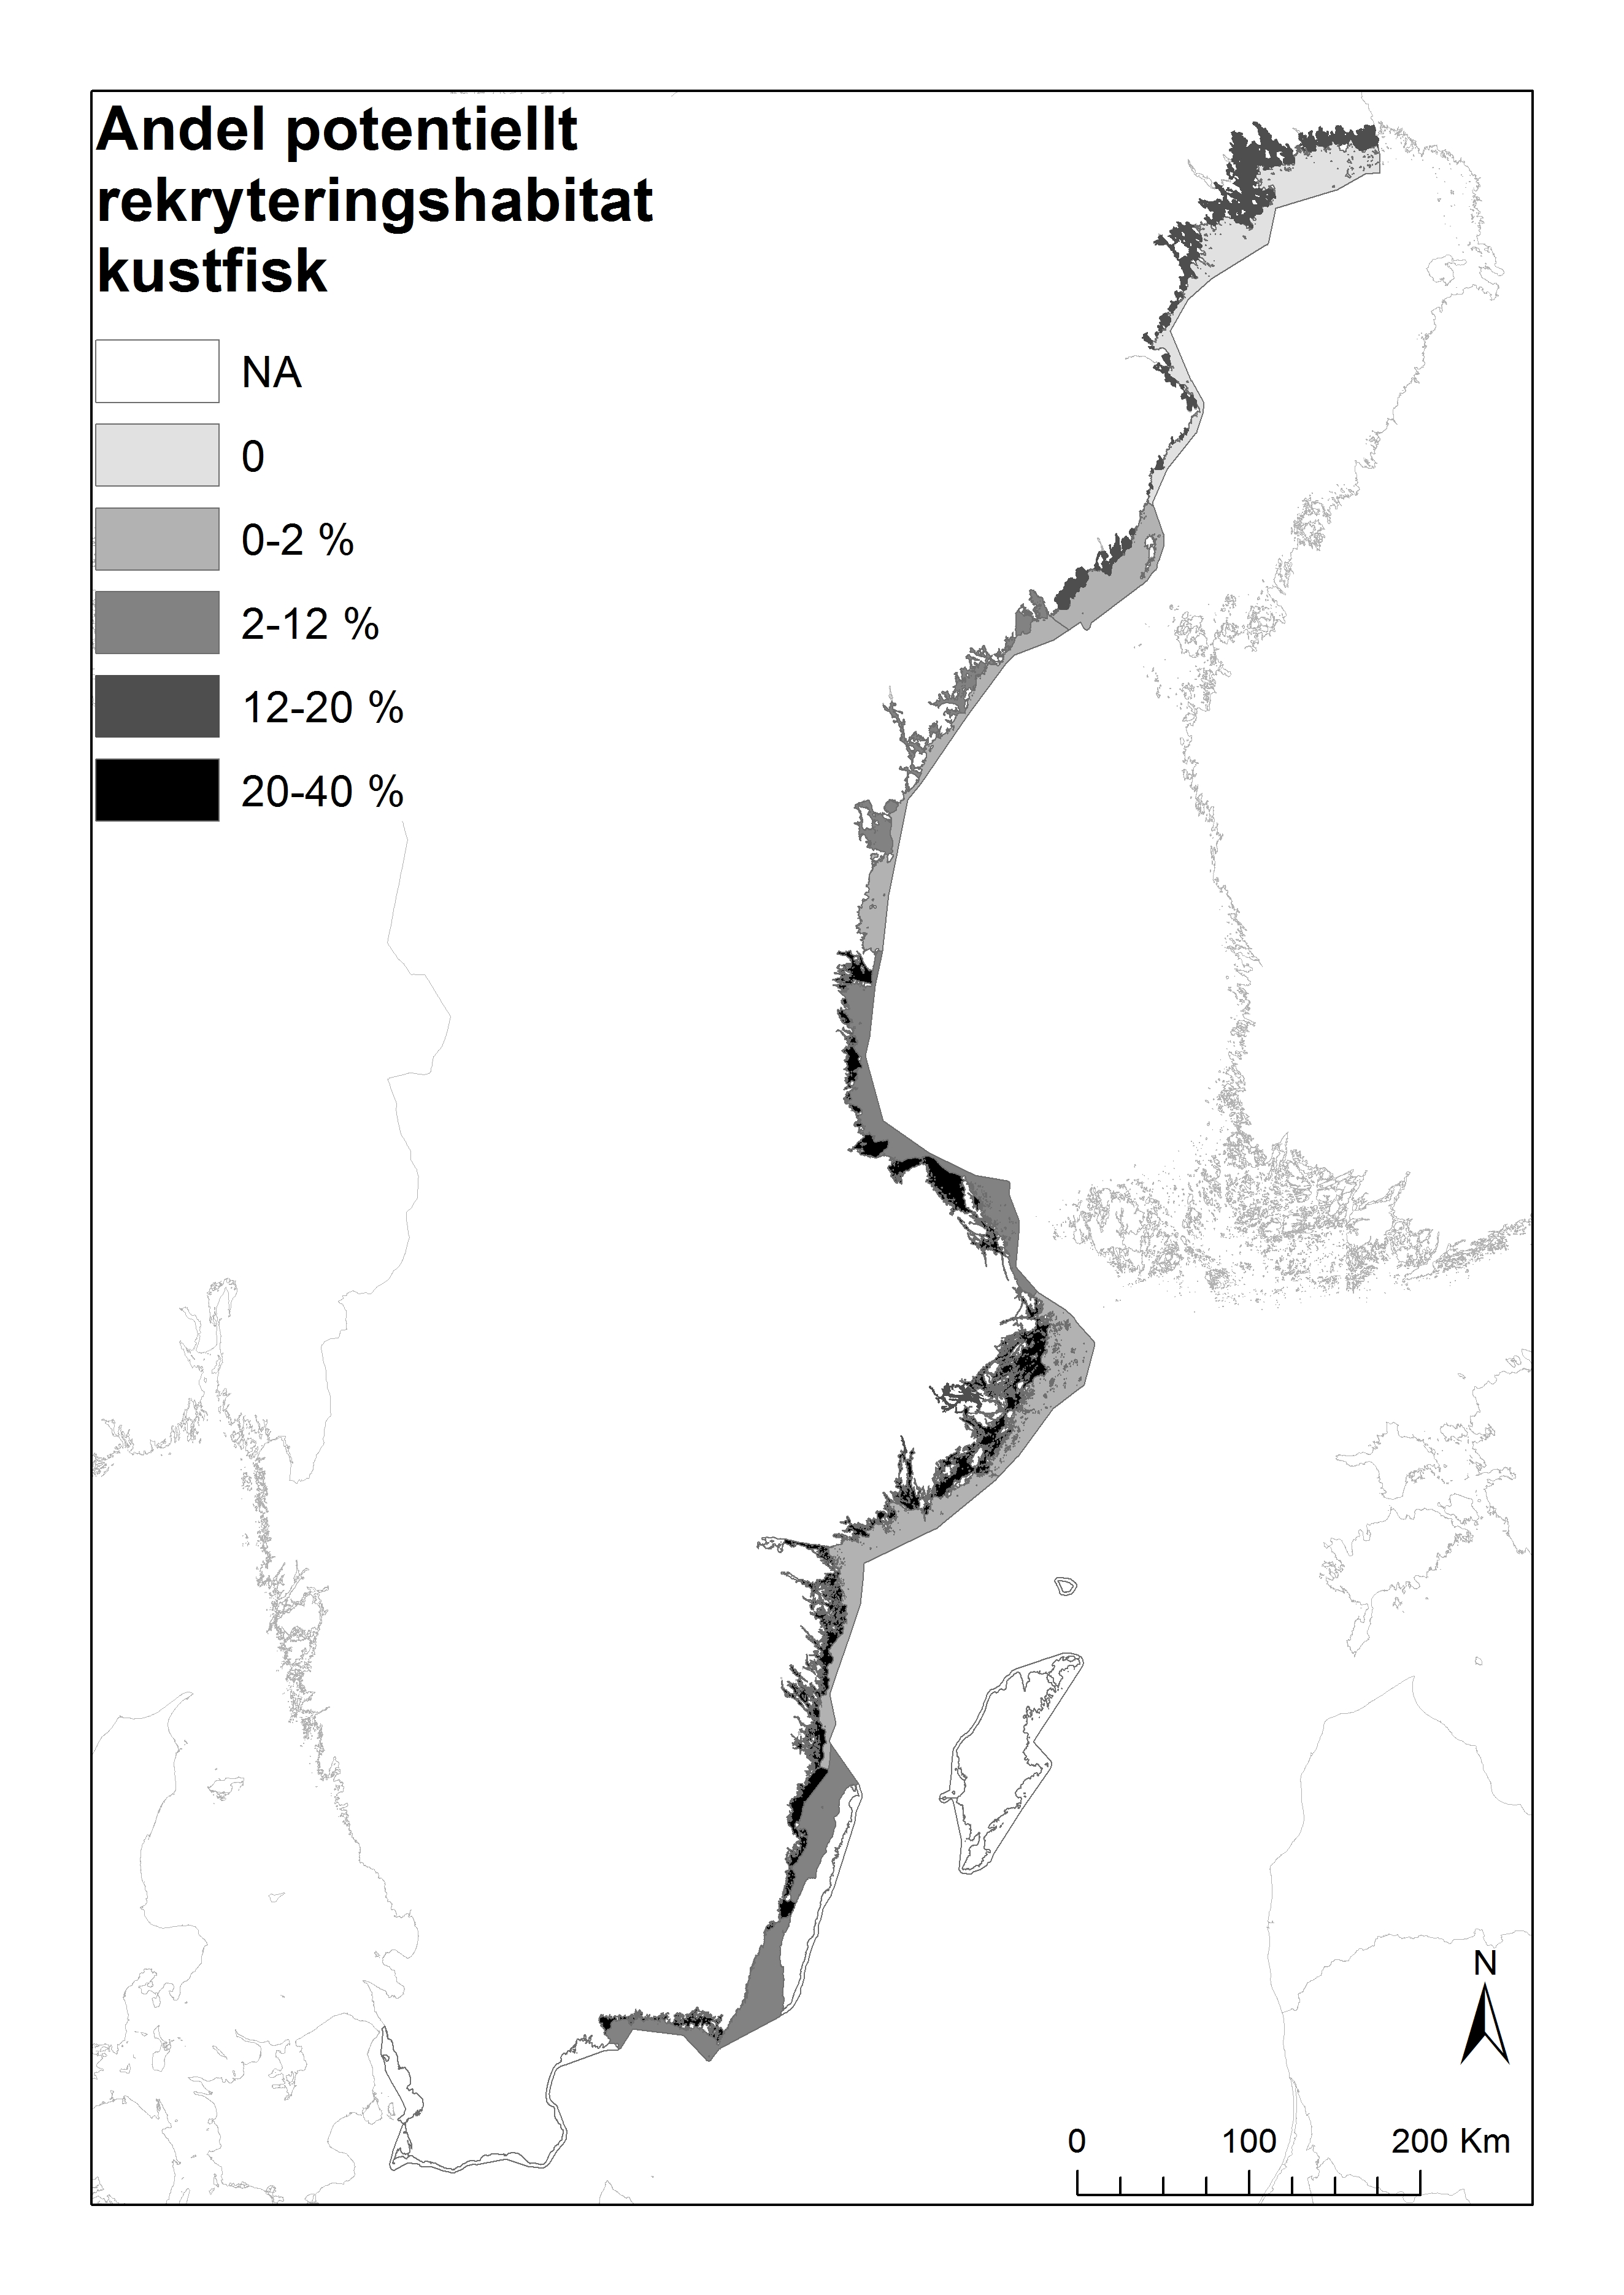 Andel potentiellt
rekryteringshabitat
kustfisk
NA
0
0-2 %
2-12 %
12-20 %
20-40 %
N
0 100 200 Km